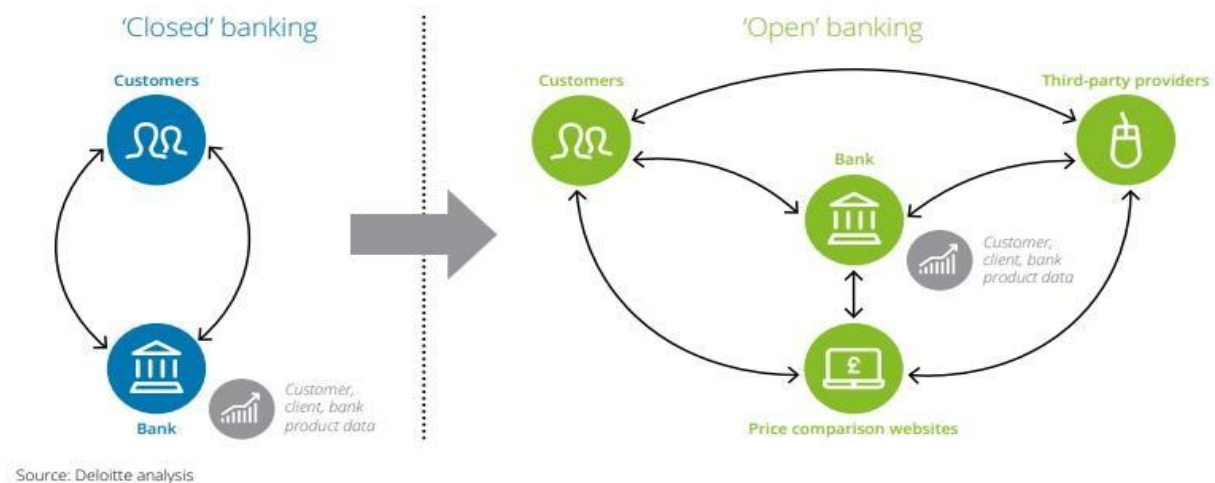 ‘Closed’ banking
Customers
Customer,
client, bank
product data
Bank
‘Open’ banking
Customers
Third-party providers
Bank
Customer,
client, bank
product data
£
Price comparison websites
Source: Deloitte analysis